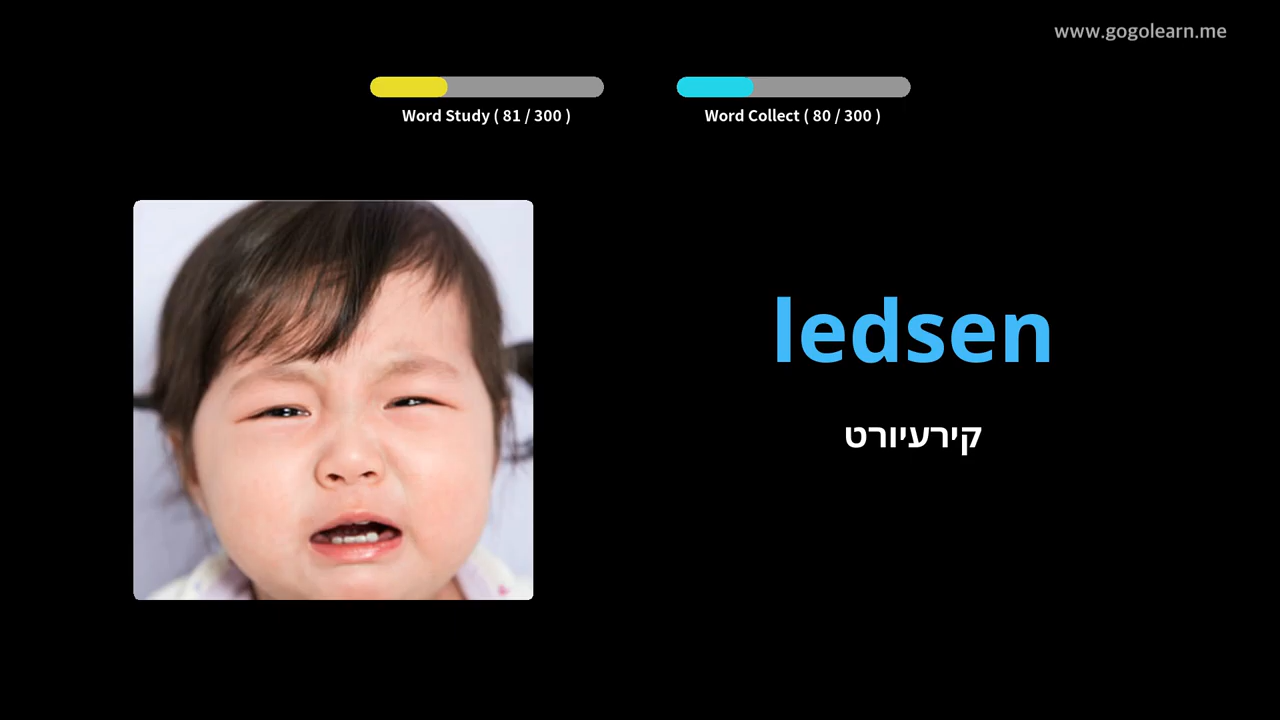 www.gogolearn.me
Word Study ( 81 / 300 )
Word Collect ( 80 / 300 )
ledsen
קירעיורט